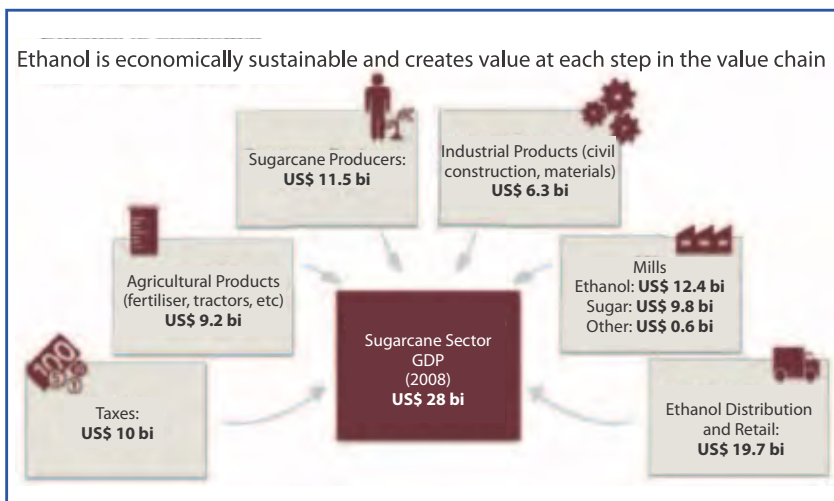 Ethanol is economically sustainable and creates value at each step in the value chain
Sugarcane Producers:
US$ 11.5 bi
Industrial Products (civil
construction, materials)
US$ 6.3 bi
Agricultural Products
(fertiliser, tractors, etc)
US$ 9.2 bi
Mills
Ethanol: US$ 12.4 bi
Sugar: US$ 9.8 bi
Other: US$ 0.6 bi
Sugarcane Sector
GDP
(2008)
US$ 28 bi
Taxes:
US$ 10 bi
Ethanol Distribution
and Retail:
US$ 19.7 bi
100